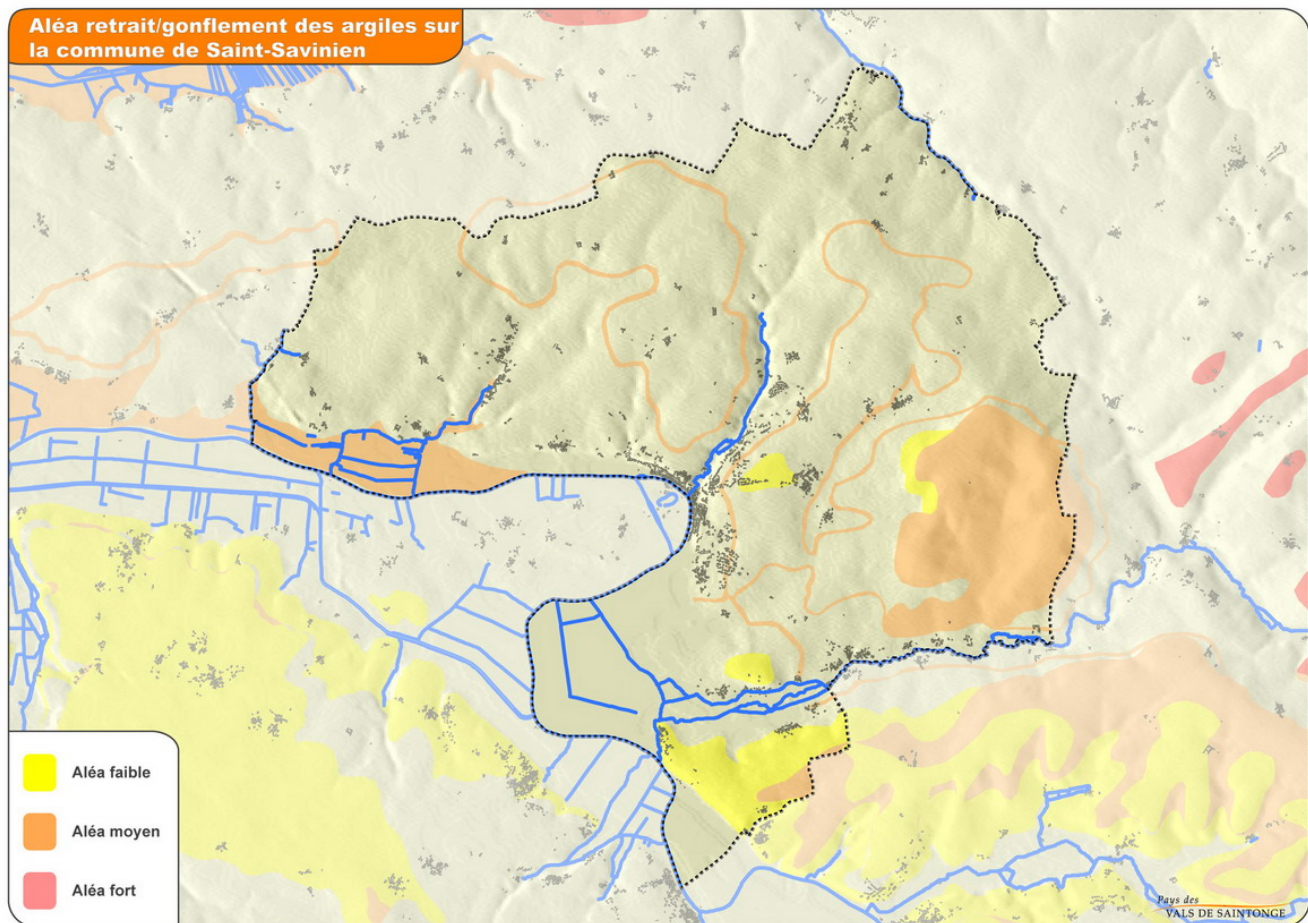 Aléa retrait/gonflement des argiles sur
la commune de Saint-Savinien
Aléa faible
Aléa moyen
Aléa fort
Pays des
VALS DE SAINTONGE